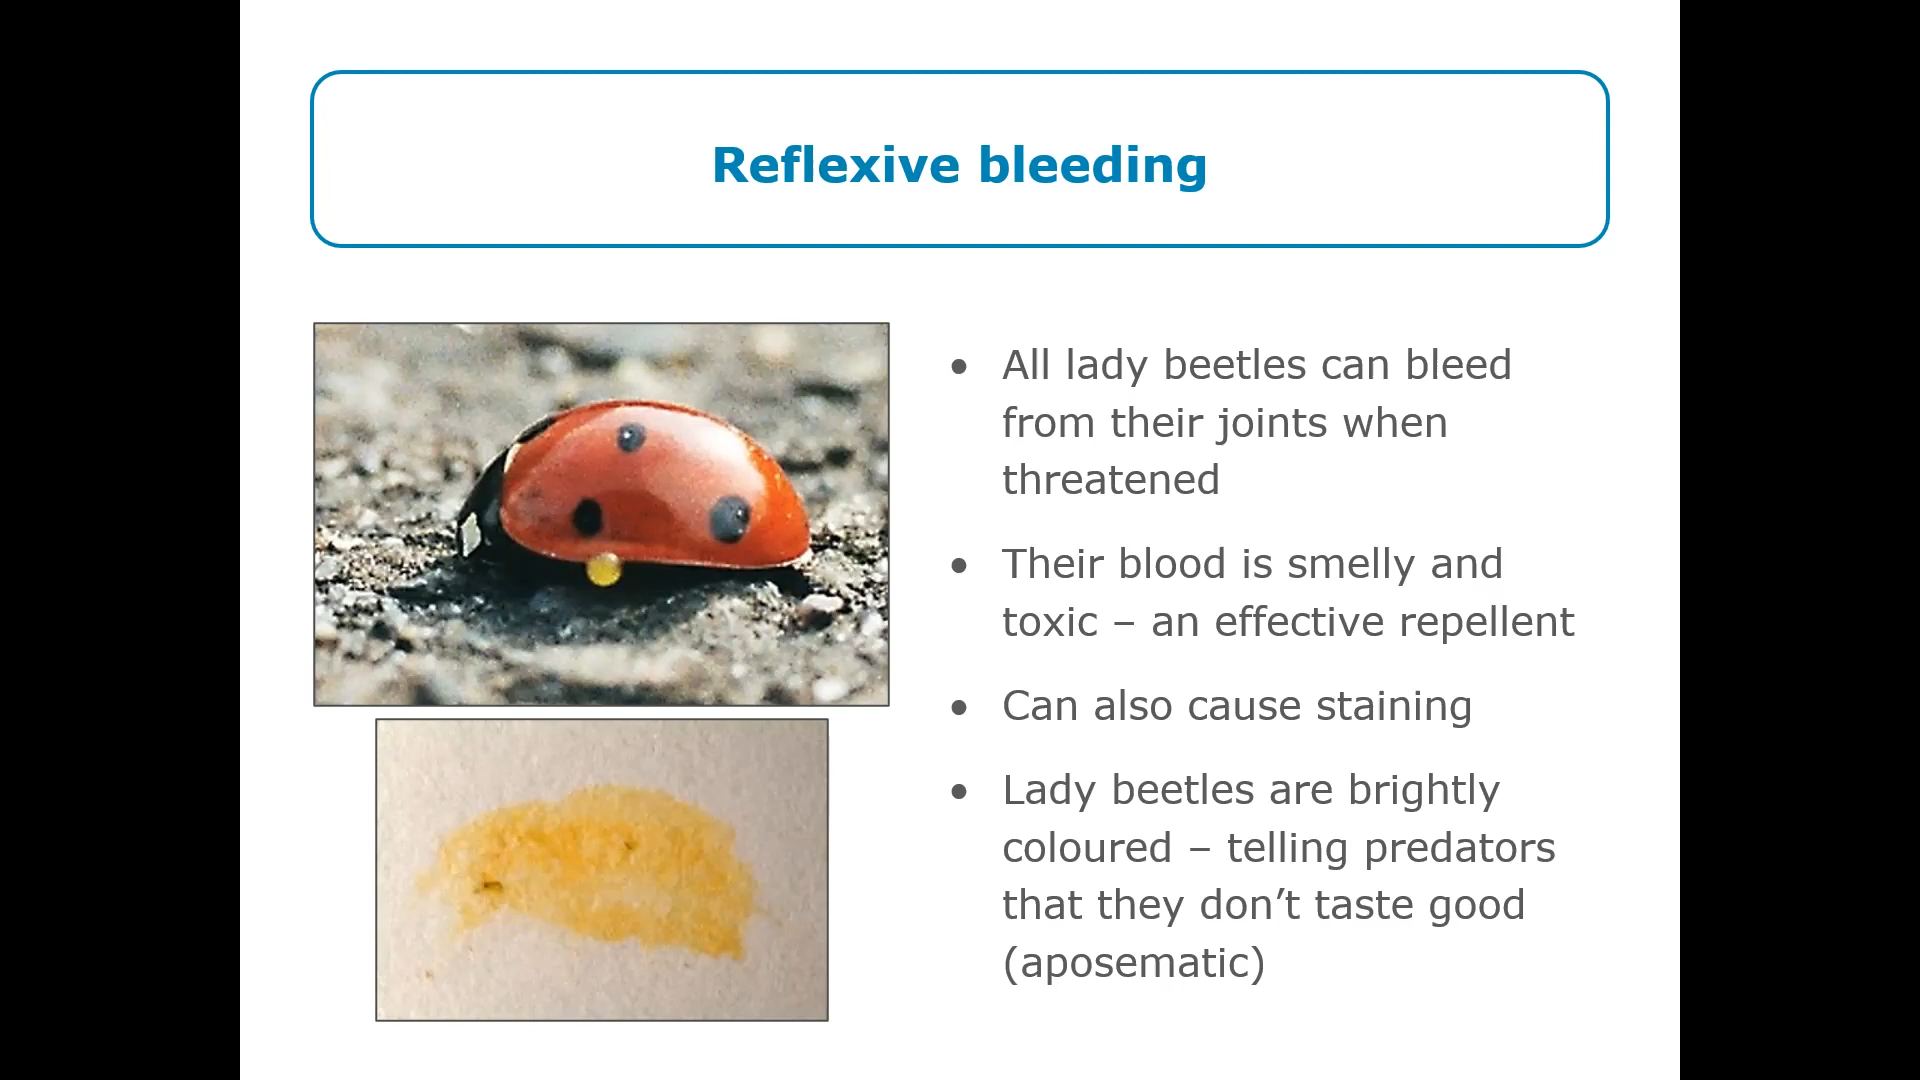 Reflexive bleeding
• All lady beetles can bleed
from their joints when
threatened
• Their blood is smelly and
toxic – an effective repellent
• Can also cause staining
• Lady beetles are brightly
coloured – telling predators
that they don’t taste good
(aposematic)